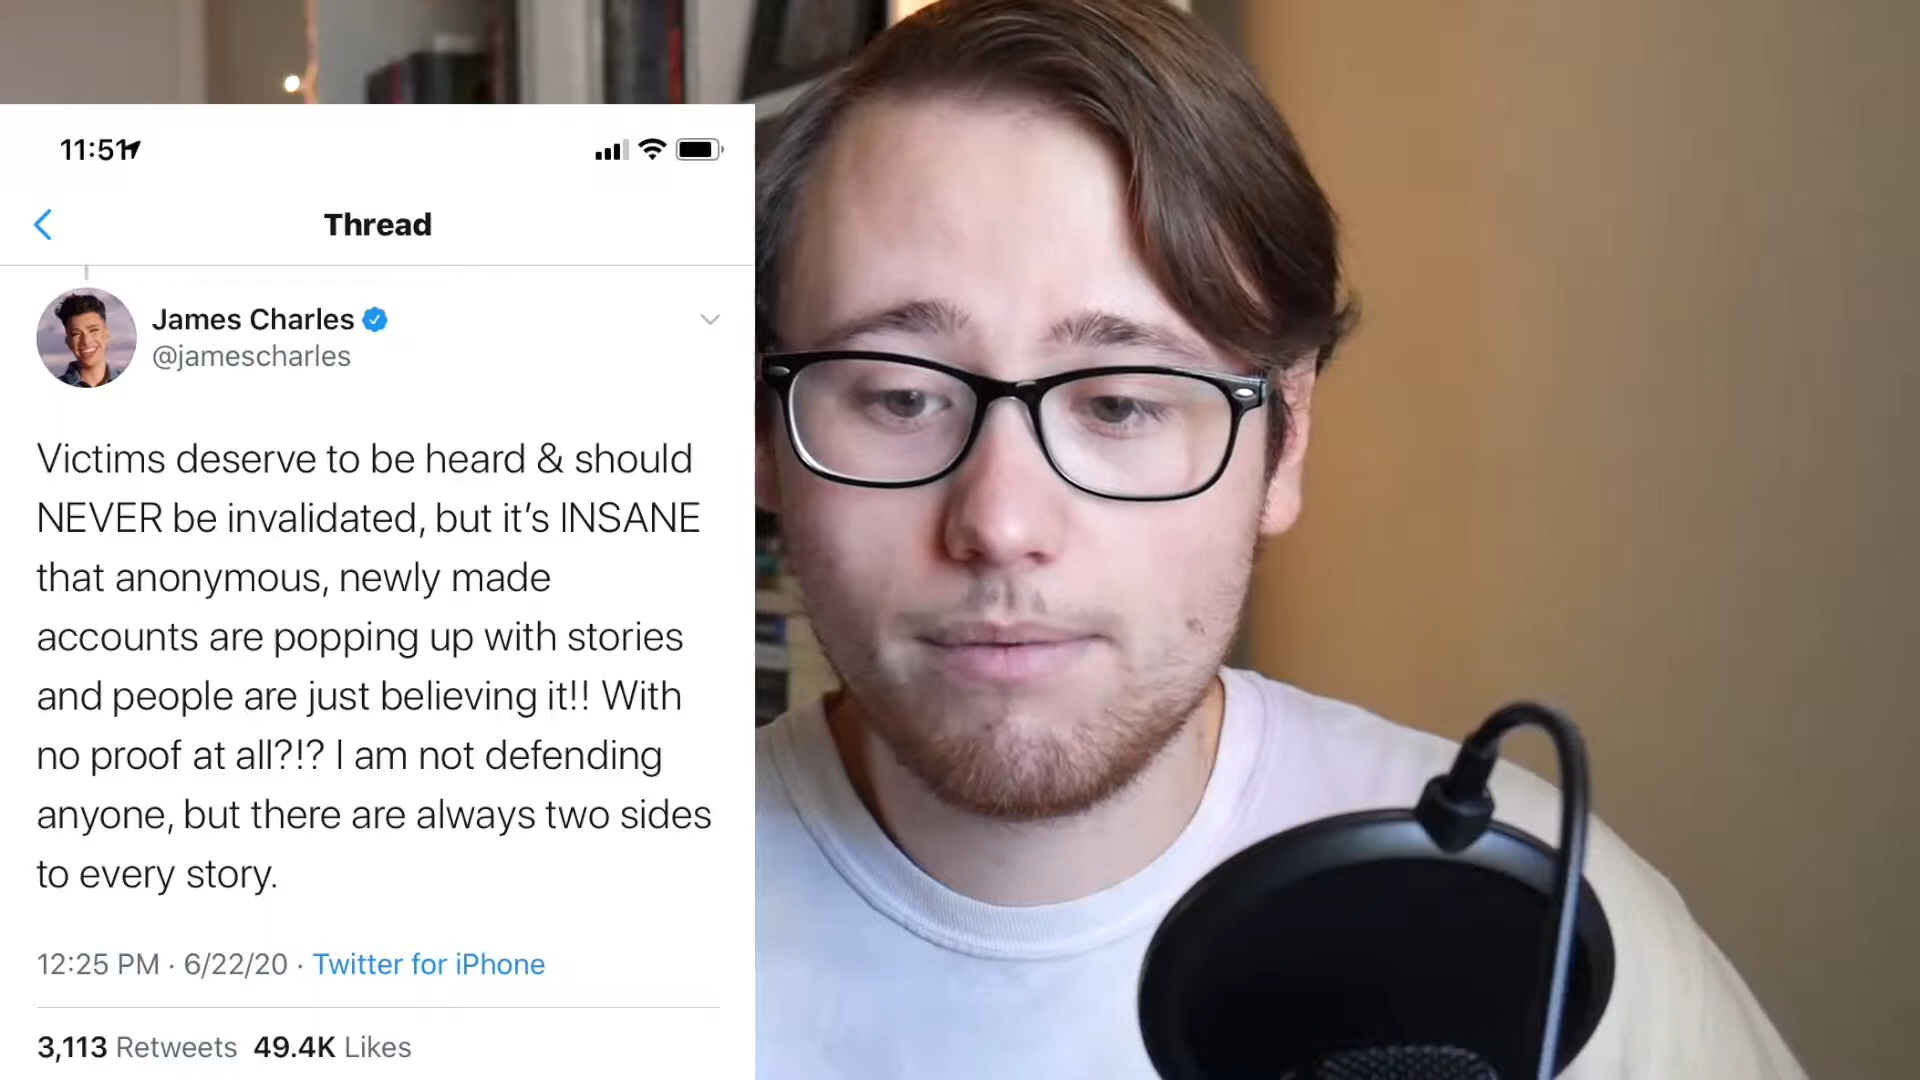 11:51
Thread
James Charles
@jamescharles
Victims deserve to be heard & should
NEVER be invalidated, but it’s INSANE
that anonymous, newly made
accounts are popping up with stories
and people are just believing it!! With
no proof at all?!? I am not defending
anyone, but there are always two sides
to every story.
12:25 PM · 6/22/20 · Twitter for iPhone
3,113 Retweets 49.4K Likes